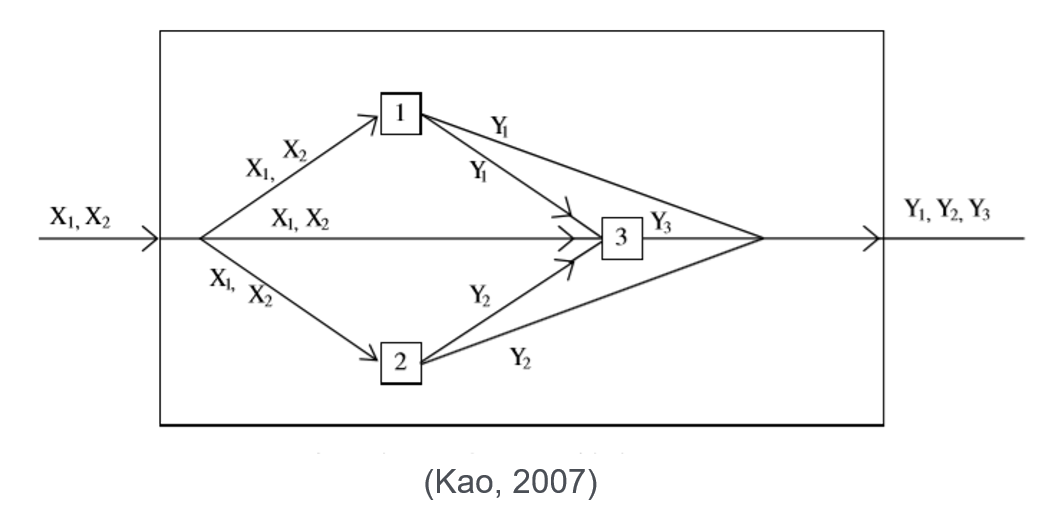 1
Y₁
X₁, X₂
Y₁
X₁, X₂
X₁, X₂
3
Y₃
Y₁, Y₂, Y₃
X₁, X₂
Y₂
2
Y₂
(Kao, 2007)